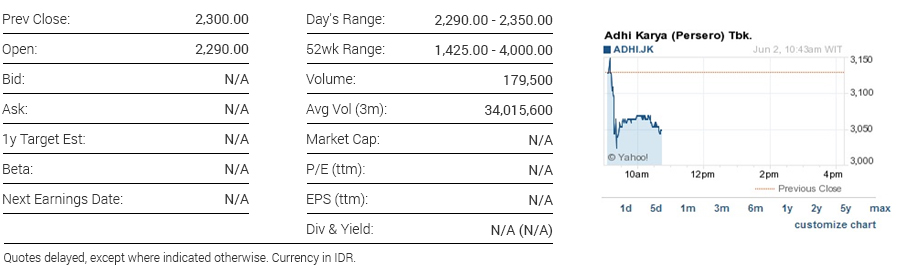 Prev Close: 2,300.00
Open: 2,290.00
Bid: N/A
Ask: N/A
1y Target Est: N/A
Beta: N/A
Next Earnings Date: N/A
Day's Range: 2,290.00 - 2,350.00
52wk Range: 1,425.00 - 4,000.00
Volume: 179,500
Avg Vol (3m): 34,015,600
Market Cap: N/A
P/E (ttm): N/A
EPS (ttm): N/A
Div & Yield: N/A (N/A)
Quotes delayed, except where indicated otherwise. Currency in IDR.
Adhi Karya (Persero) Tbk.
ADHI.JK Jun 2, 10:43am WIT
3,150
3,100
3,050
3,000
© Yahoo!
10am 12pm 2pm 4pm
Previous Close
1d 5d 1m 3m 6m 1y 2y 5y max
customize chart